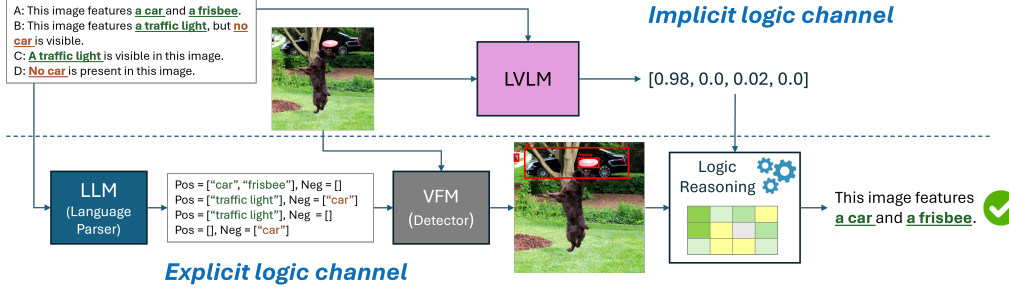 A: This image features a car and a frisbee.
B: This image features a traffic light, but no
car is visible.
C: A traffic light is visible in this image.
D: No car is present in this image.
Implicit logic channel
LVLM
[0.98, 0.0, 0.02, 0.0]
LLM
(Language
Parser)
Pos = ["car", "frisbee"], Neg = []
Pos = ["traffic light"], Neg = ["car"]
Pos = ["traffic light"], Neg = []
Pos = [], Neg = ["car"]
VFM
(Detector)
Logic
Reasoning
This image features
a car and a frisbee.
Explicit logic channel